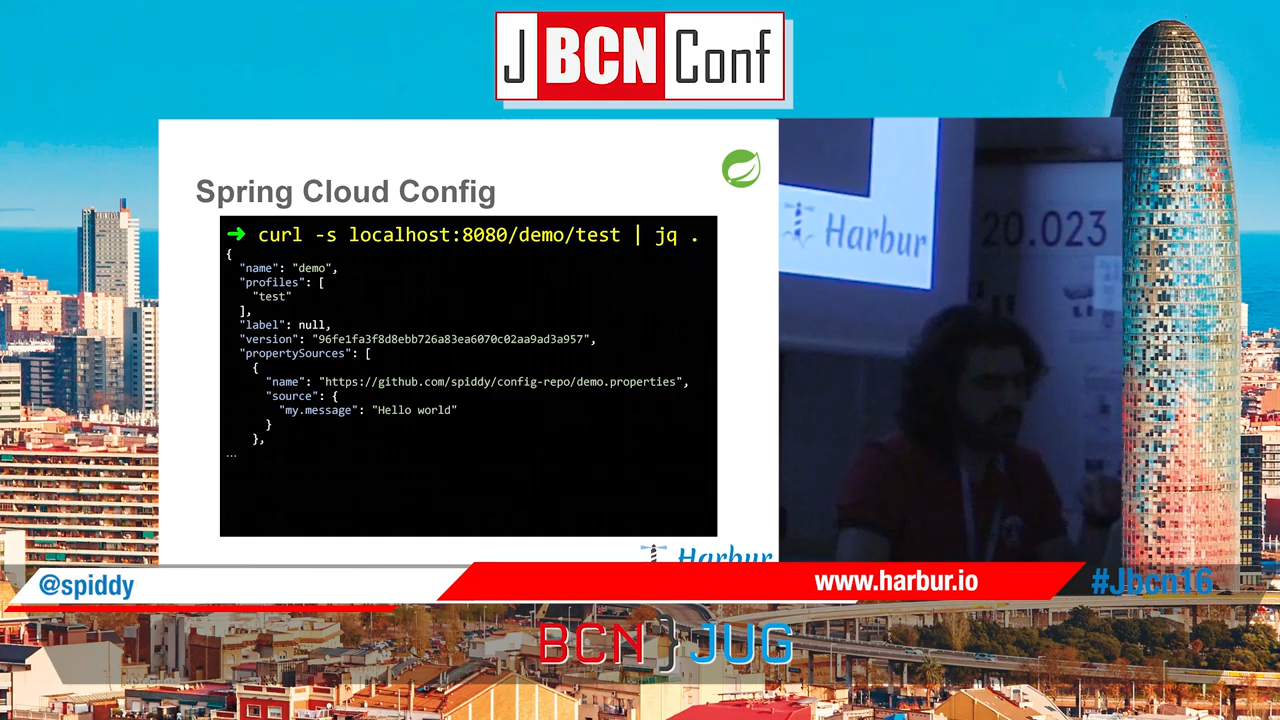 J BCN Conf
Spring Cloud Config
➜ curl -s localhost:8080/demo/test | jq .
{
"name": "demo",
"profiles": [
"test"
],
"label": null,
"version": "96fe1fa3f8d8ebb726a83ea6070c02aa9ad3a957",
"propertySources": [
{
"name": "https://github.com/spiddy/config-repo/demo.properties",
"source": {
"my.message": "Hello world"
}
},
...
Harbur
Harbur
20.023
@spiddy
www.harbur.io
#Jbcn16
BCN JUG